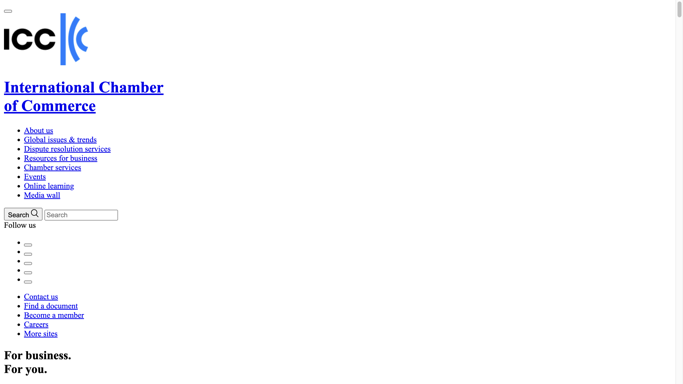 ICC
International Chamber
of Commerce
About us
Global issues & trends
Dispute resolution services
Resources for business
Chamber services
Events
Online learning
Media wall
Search Search
Follow us
Contact us
Find a document
Become a member
Careers
More sites
For business.
For you.